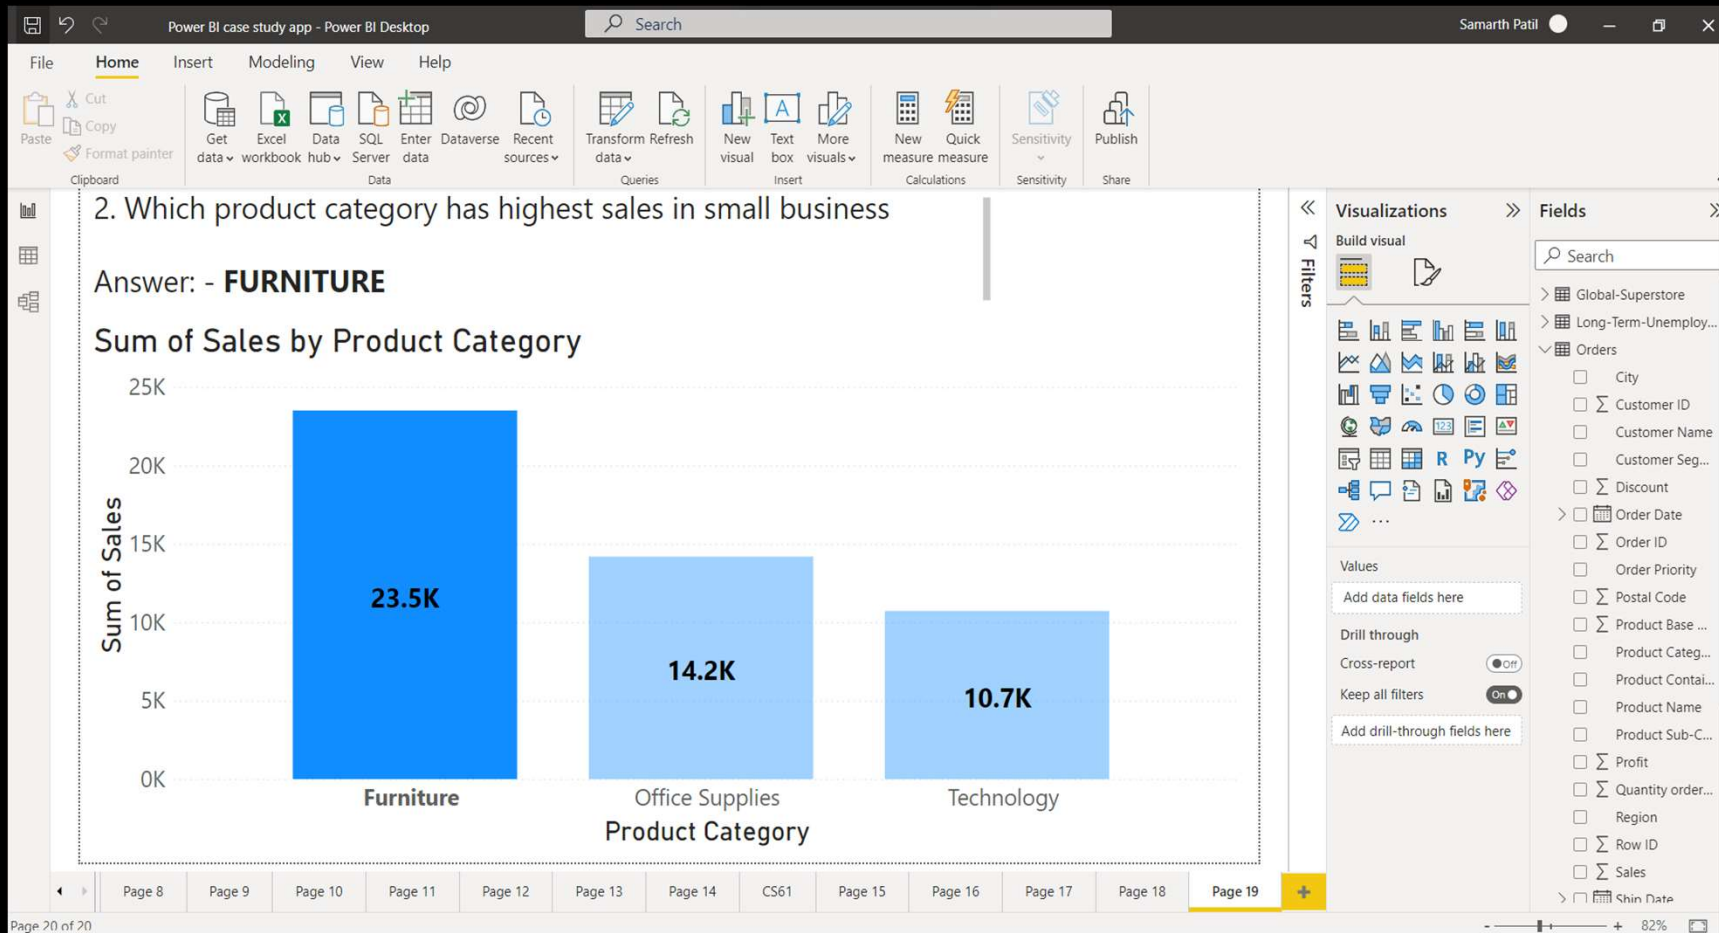 Power BI case study app - Power BI Desktop
Search
Samarth Patil
File Home Insert Modeling View Help
Paste
Cut
Copy
Format painter
Clipboard
Get data
Excel workbook
Data hub
SQL Server
Enter data
Dataverse
Recent sources
Data
Transform data
Refresh
Queries
New visual
Text box
More visuals
Insert
New measure
Quick measure
Calculations
Sensitivity
Sensitivity
Publish
Share
2. Which product category has highest sales in small business
Answer: - FURNITURE
Sum of Sales by Product Category
Sum of Sales
25K
20K
15K
10K
5K
0K
23.5K
14.2K
10.7K
Furniture Office Supplies Technology
Product Category
Filters
Visualizations
Build visual
123
R Py
...
Values
Add data fields here
Drill through
Cross-report Off
Keep all filters On
Add drill-through fields here
Fields
Search
Global-Superstore
Long-Term-Unemploy...
Orders
City
Customer ID
Customer Name
Customer Seg...
Discount
Order Date
Order ID
Order Priority
Postal Code
Product Base ...
Product Categ...
Product Contai...
Product Name
Product Sub-C...
Profit
Quantity order...
Region
Row ID
Sales
Ship Date
Page 8 Page 9 Page 10 Page 11 Page 12 Page 13 Page 14 CS61 Page 15 Page 16 Page 17 Page 18 Page 19
Page 20 of 20
82%